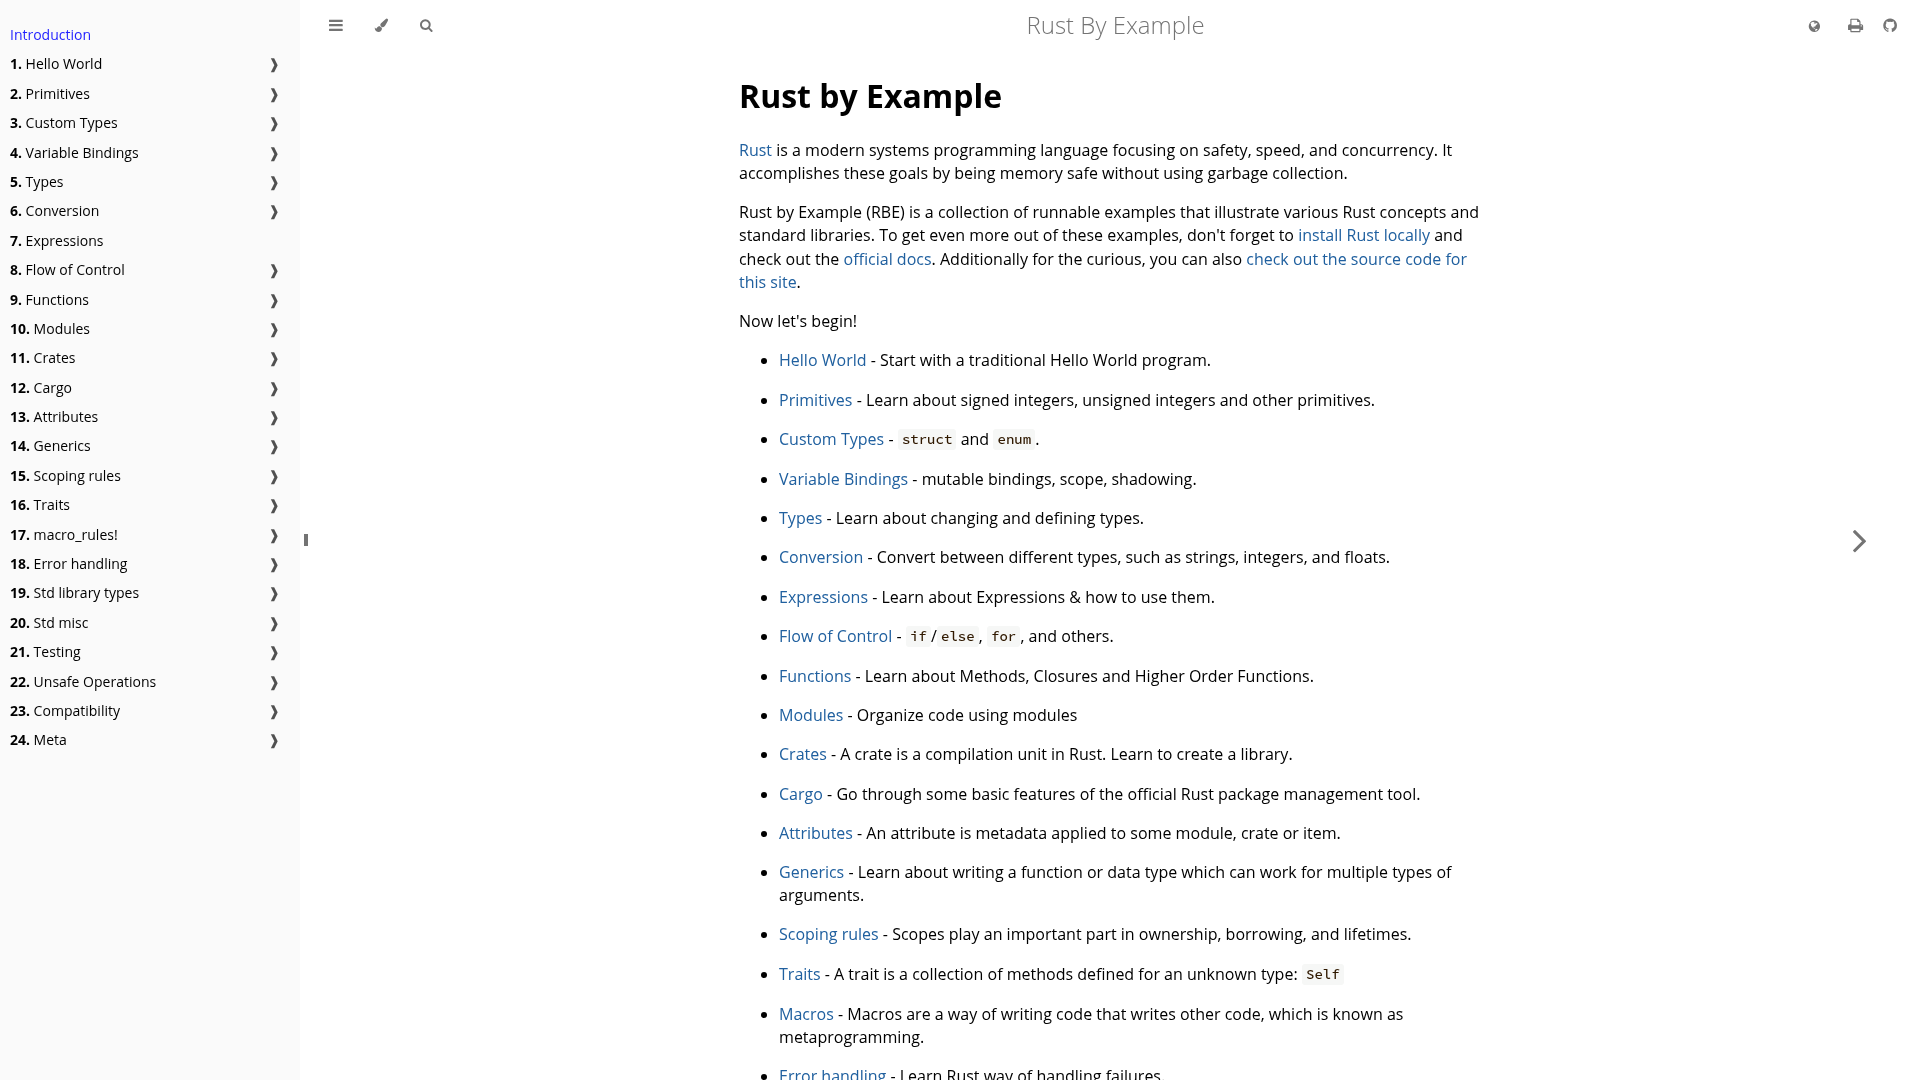 Introduction
1. Hello World ❱
2. Primitives ❱
3. Custom Types ❱
4. Variable Bindings ❱
5. Types ❱
6. Conversion ❱
7. Expressions
8. Flow of Control ❱
9. Functions ❱
10. Modules ❱
11. Crates ❱
12. Cargo ❱
13. Attributes ❱
14. Generics ❱
15. Scoping rules ❱
16. Traits ❱
17. macro_rules! ❱
18. Error handling ❱
19. Std library types ❱
20. Std misc ❱
21. Testing ❱
22. Unsafe Operations ❱
23. Compatibility ❱
24. Meta ❱
Rust By Example
Rust by Example
Rust is a modern systems programming language focusing on safety, speed, and concurrency. It
accomplishes these goals by being memory safe without using garbage collection.
Rust by Example (RBE) is a collection of runnable examples that illustrate various Rust concepts and
standard libraries. To get even more out of these examples, don't forget to install Rust locally and
check out the official docs. Additionally for the curious, you can also check out the source code for
this site.
Now let's begin!
• Hello World - Start with a traditional Hello World program.
• Primitives - Learn about signed integers, unsigned integers and other primitives.
• Custom Types - struct and enum.
• Variable Bindings - mutable bindings, scope, shadowing.
• Types - Learn about changing and defining types.
• Conversion - Convert between different types, such as strings, integers, and floats.
• Expressions - Learn about Expressions & how to use them.
• Flow of Control - if/else, for, and others.
• Functions - Learn about Methods, Closures and Higher Order Functions.
• Modules - Organize code using modules
• Crates - A crate is a compilation unit in Rust. Learn to create a library.
• Cargo - Go through some basic features of the official Rust package management tool.
• Attributes - An attribute is metadata applied to some module, crate or item.
• Generics - Learn about writing a function or data type which can work for multiple types of
arguments.
• Scoping rules - Scopes play an important part in ownership, borrowing, and lifetimes.
• Traits - A trait is a collection of methods defined for an unknown type: Self
• Macros - Macros are a way of writing code that writes other code, which is known as
metaprogramming.
• Error handling - Learn Rust way of handling failures.